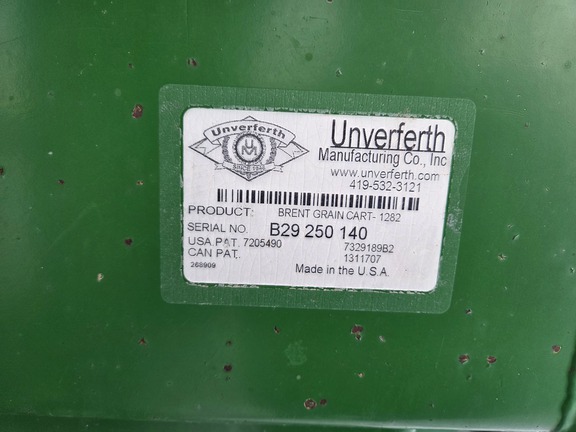 Unverferth
UM
SINCE 1948
Unverferth
Manufacturing Co., Inc
www.unverferth.com
419-532-3121
PRODUCT: BRENT GRAIN CART- 1282
SERIAL NO. B29 250 140
USA.PAT. 7205490 7329189B2
CAN PAT,. 1311707
268909 Made in the U.S.A.